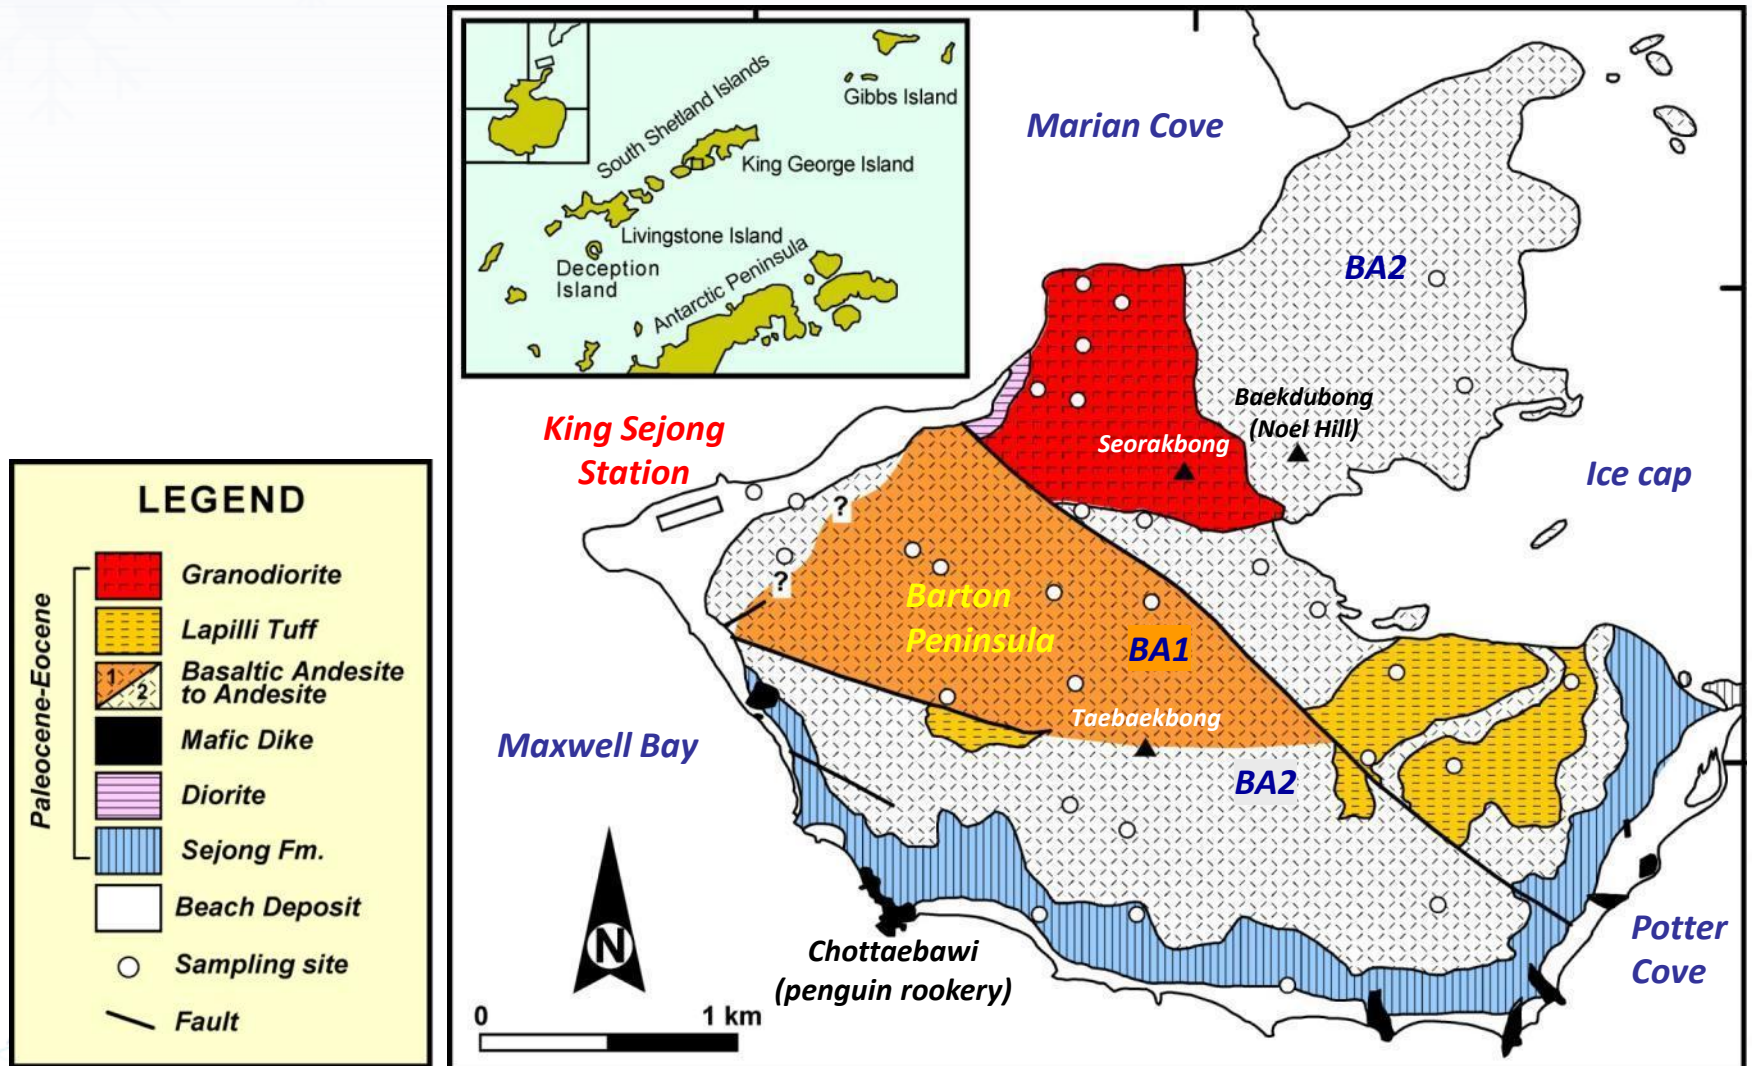 South Shetland Islands
Gibbs Island
King George Island
Livingstone Island
Deception
Island
Antarctic Peninsula
Marian Cove
BA2
Baekdubong
(Noel Hill)
Seorakbong
King Sejong
Station
Ice cap
?
?
Barton
Peninsula
BA1
Taebaekbong
Maxwell Bay
BA2
Chottaebawi
(penguin rookery)
Potter
Cove
N
0 1 km
LEGEND
Paleocene-Eocene
Granodiorite
Lapilli Tuff
1 2 Basaltic Andesite
to Andesite
Mafic Dike
Diorite
Sejong Fm.
Beach Deposit
Sampling site
Fault